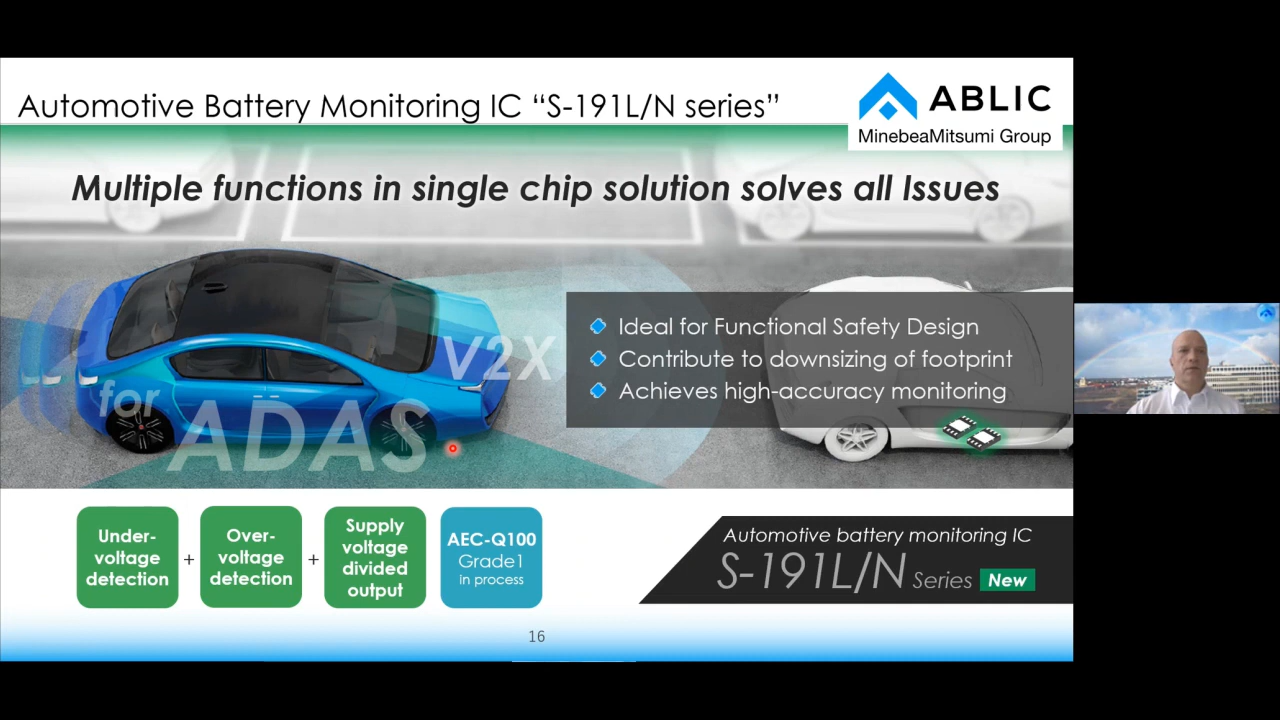 Automotive Battery Monitoring IC “S-191L/N series”
ABLIC
MinebeaMitsumi Group
Multiple functions in single chip solution solves all Issues
V2X
for
ADAS
Ideal for Functional Safety Design
Contribute to downsizing of footprint
Achieves high-accuracy monitoring
Under-
voltage
detection
+
Over-
voltage
detection
+
Supply
voltage
divided
output
AEC-Q100
Grade1
in process
Automotive battery monitoring IC
S-191L/N Series New
16